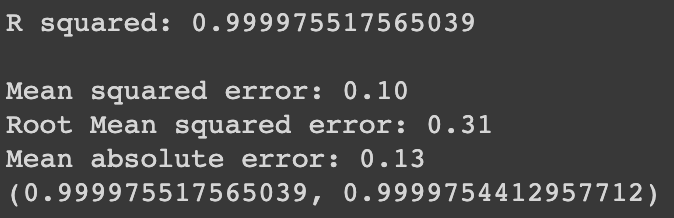 R squared: 0.999975517565039
Mean squared error: 0.10
Root Mean squared error: 0.31
Mean absolute error: 0.13
(0.999975517565039, 0.9999754412957712)